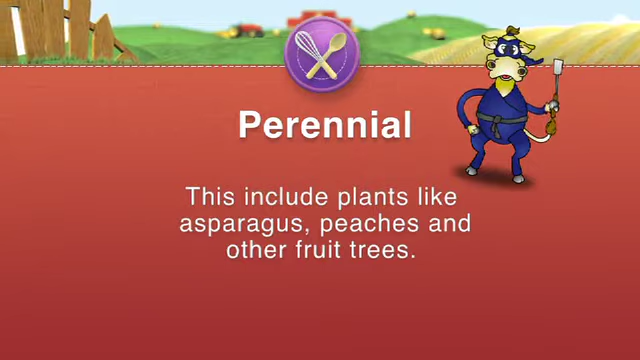 Perennial
This include plants like
asparagus, peaches and
other fruit trees.